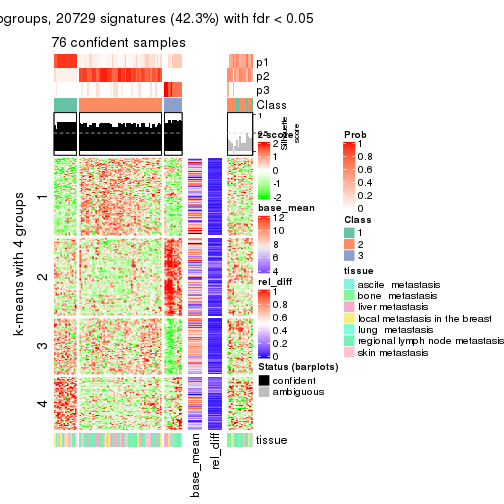 ogroups, 20729 signatures (42.3%) with fdr < 0.05
76 confident samples
p1
p2
p3
Class
1
Silhouette
score
z-score
2
1
0
-1
-2
base_mean
12
10
8
6
4
rel_diff
1
0.8
0.6
0.4
0.2
0
Status (barplots)
confident
ambiguous
Prob
1
0.8
0.6
0.4
0.2
0
Class
1
2
3
tissue
ascite metastasis
bone metastasis
liver metastasis
local metastasis in the breast
lung metastasis
regional lymph node metastasis
skin metastasis
k-means with 4 groups
1
2
3
4
tissue
base_mean
rel_diff